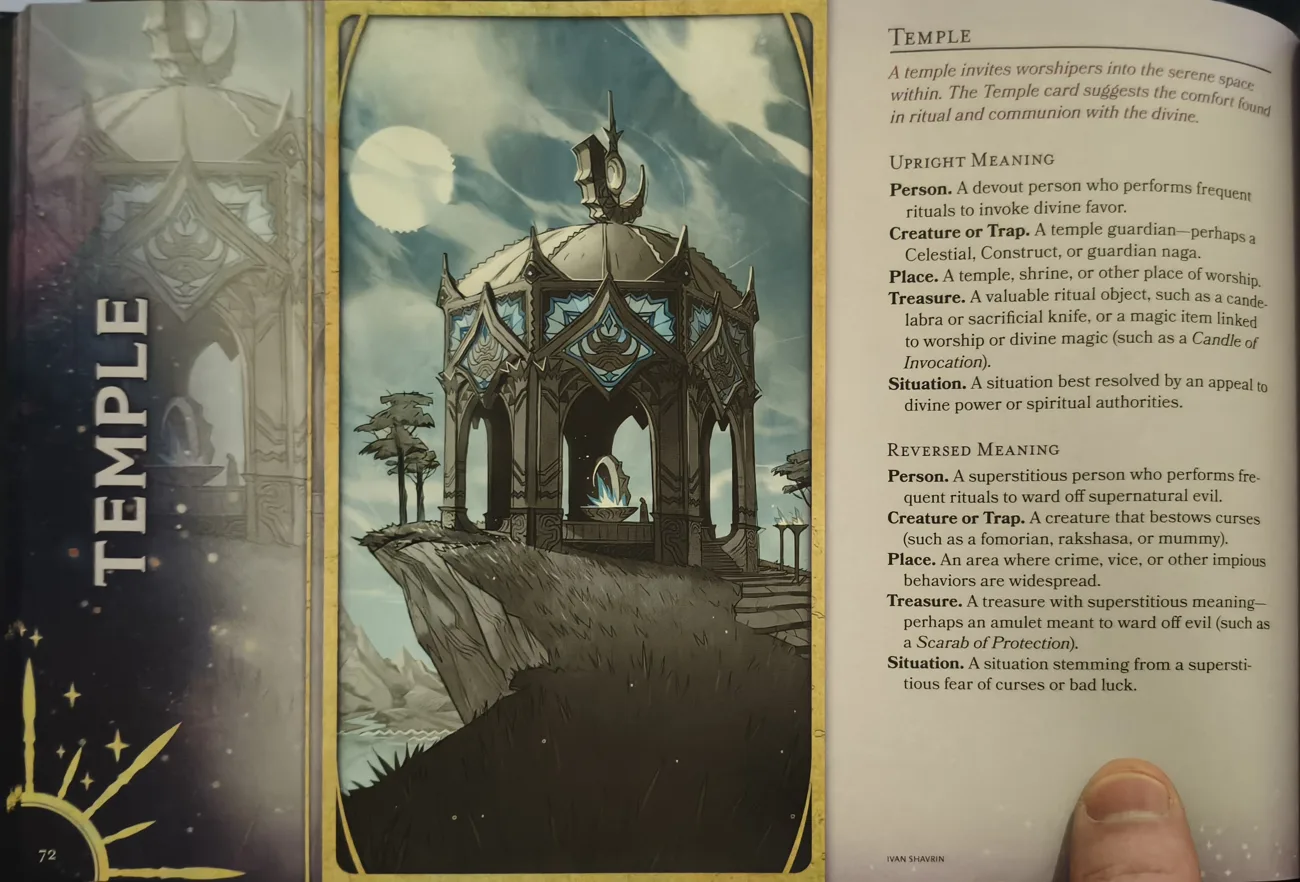 TEMPLE
72
TEMPLE
A temple invites worshipers into the serene space
within. The Temple card suggests the comfort found
in ritual and communion with the divine.
UPRIGHT MEANING
Person. A devout person who performs frequent
rituals to invoke divine favor.
Creature or Trap. A temple guardian—perhaps a
Celestial, Construct, or guardian naga.
Place. A temple, shrine, or other place of worship.
Treasure. A valuable ritual object, such as a cande-
labra or sacrificial knife, or a magic item linked
to worship or divine magic (such as a Candle of
Invocation).
Situation. A situation best resolved by an appeal to
divine power or spiritual authorities.
REVERSED MEANING
Person. A superstitious person who performs fre-
quent rituals to ward off supernatural evil.
Creature or Trap. A creature that bestows curses
(such as a fomorian, rakshasa, or mummy).
Place. An area where crime, vice, or other impious
behaviors are widespread.
Treasure. A treasure with superstitious meaning—
perhaps an amulet meant to ward off evil (such as
a Scarab of Protection).
Situation. A situation stemming from a supersti-
tious fear of curses or bad luck.
IVAN SHAVRIN